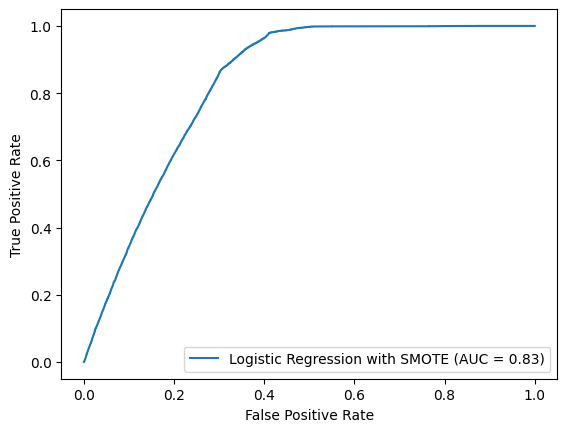 1.0
0.8
0.6
0.4
0.2
0.0
True Positive Rate
Logistic Regression with SMOTE (AUC = 0.83)
0.0 0.2 0.4 0.6 0.8 1.0
False Positive Rate